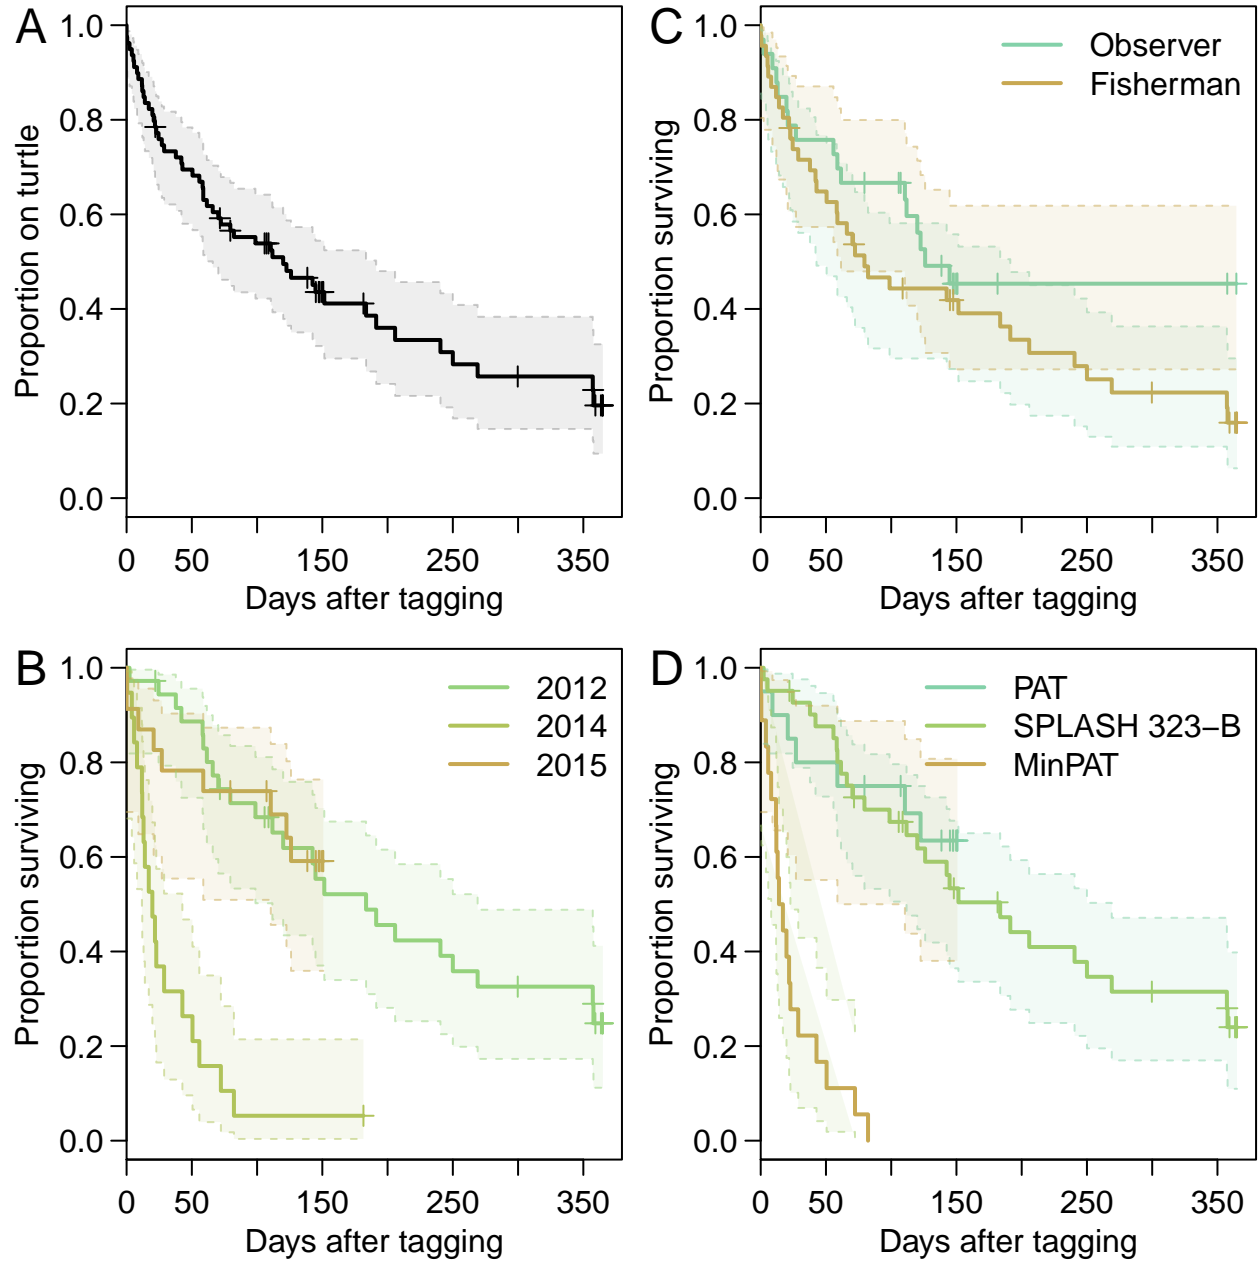 A
Proportion on turtle
1.0
0.8
0.6
0.4
0.2
0.0
0 50 150 250 350
Days after tagging
C
Proportion surviving
1.0
0.8
0.6
0.4
0.2
0.0
Observer
Fisherman
0 50 150 250 350
Days after tagging
B
Proportion surviving
1.0
0.8
0.6
0.4
0.2
0.0
2012
2014
2015
0 50 150 250 350
Days after tagging
D
Proportion surviving
1.0
0.8
0.6
0.4
0.2
0.0
PAT
SPLASH 323–B
MinPAT
0 50 150 250 350
Days after tagging